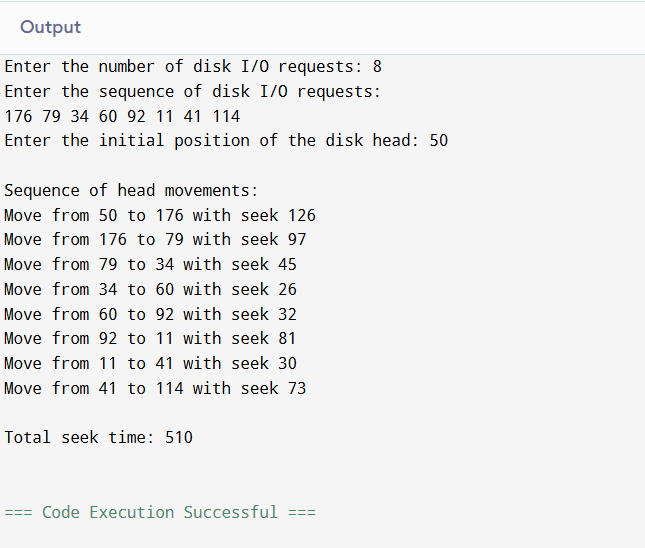 Output
Enter the number of disk I/O requests: 8
Enter the sequence of disk I/O requests:
176 79 34 60 92 11 41 114
Enter the initial position of the disk head: 50
Sequence of head movements:
Move from 50 to 176 with seek 126
Move from 176 to 79 with seek 97
Move from 79 to 34 with seek 45
Move from 34 to 60 with seek 26
Move from 60 to 92 with seek 32
Move from 92 to 11 with seek 81
Move from 11 to 41 with seek 30
Move from 41 to 114 with seek 73
Total seek time: 510
=== Code Execution Successful ===